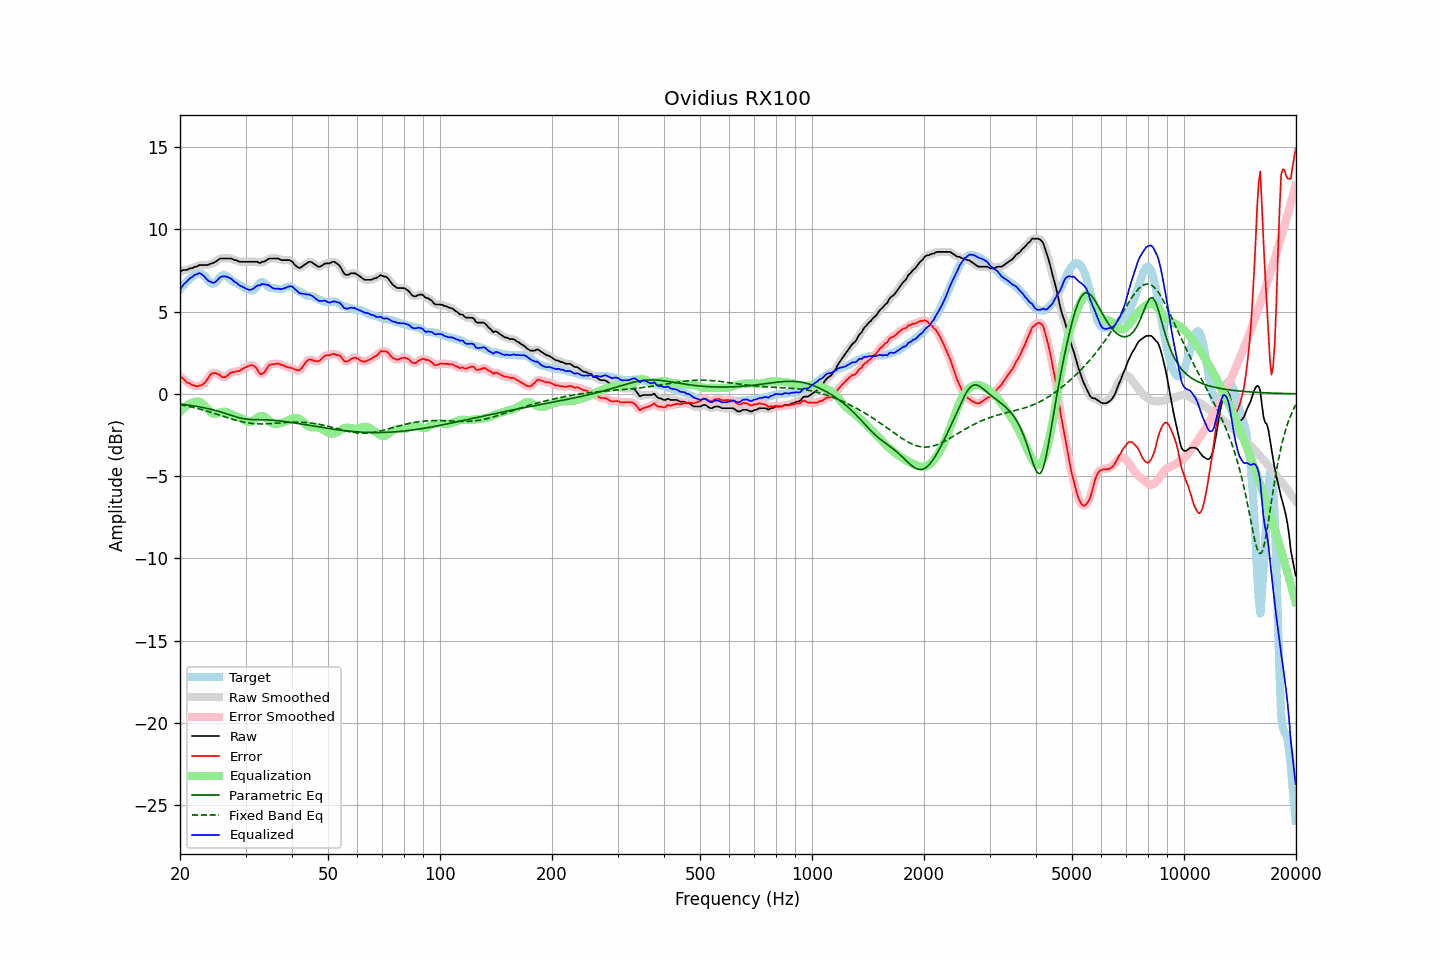 Ovidius RX100
15
10
5
0
−5
−10
−15
−20
−25
Amplitude (dBr)
Target
Raw Smoothed
Error Smoothed
Raw
Error
Equalization
Parametric Eq
Fixed Band Eq
Equalized
20 50 100 200 500 1000 2000 5000 10000 20000
Frequency (Hz)